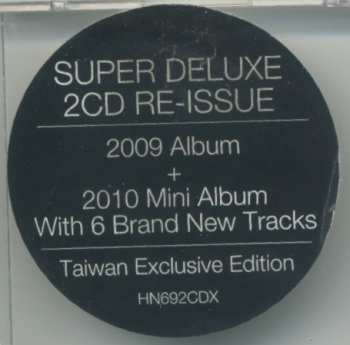 SUPER DELUXE
2CD RE-ISSUE
2009 Album
+
2010 Mini Album
With 6 Brand New Tracks
Taiwan Exclusive Edition
HN692CDX